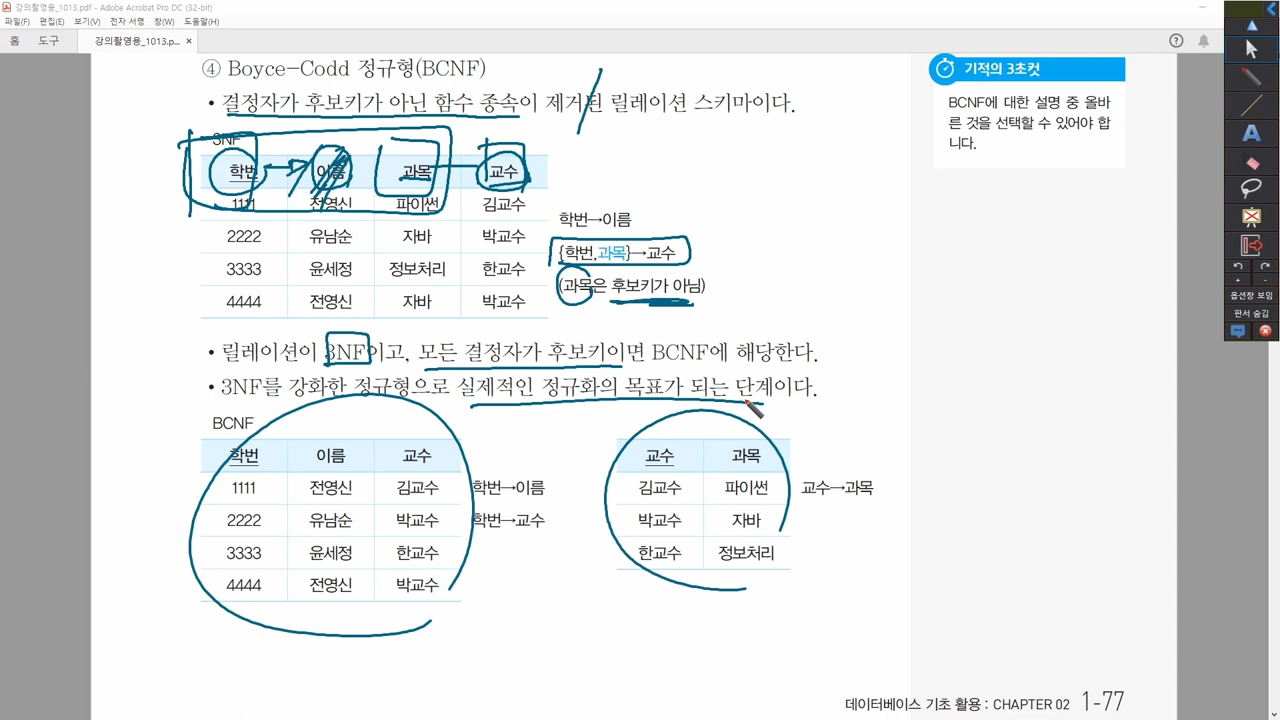 강의촬영용_1013.pdf - Adobe Acrobat Pro DC (32-bit)
파일(F) 편집(E) 보기(V) 전자 서명 창(W) 도움말(H)
홈 도구 강의촬영용_1013.p... ×
④ Boyce-Codd 정규형(BCNF)
• 결정자가 후보키가 아닌 함수 종속이 제거된 릴레이션 스키마이다.
3NF
학번 이름 과목 교수
1111 전영신 파이썬 김교수
2222 유남순 자바 박교수
3333 윤세정 정보처리 한교수
4444 전영신 자바 박교수
학번→이름
{학번,과목}→교수
(과목은 후보키가 아님)
• 릴레이션이 3NF이고, 모든 결정자가 후보키이면 BCNF에 해당한다.
• 3NF를 강화한 정규형으로 실제적인 정규화의 목표가 되는 단계이다.
BCNF
학번 이름 교수
1111 전영신 김교수
2222 유남순 박교수
3333 윤세정 한교수
4444 전영신 박교수
학번→이름
학번→교수
교수 과목
김교수 파이썬
박교수 자바
한교수 정보처리
교수→과목
기적의 3초컷
BCNF에 대한 설명 중 올바
른 것을 선택할 수 있어야 합
니다.
데이터베이스 기초 활용 : CHAPTER 02 1-77
옵션장 보임
판서 숨김